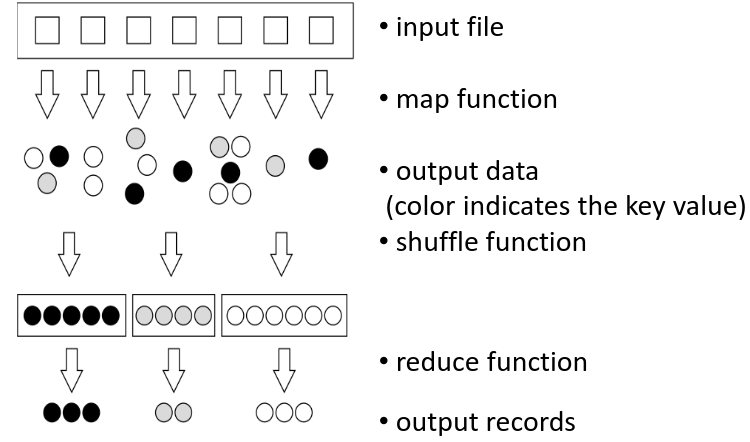 • input file
• map function
• output data
(color indicates the key value)
• shuffle function
• reduce function
• output records